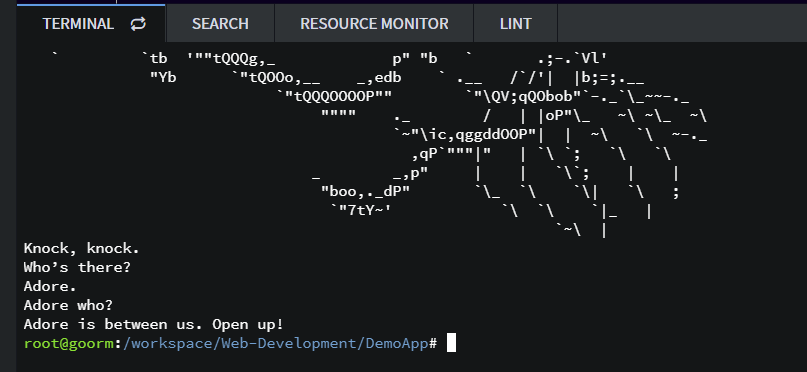 TERMINAL SEARCH RESOURCE MONITOR LINT
`         `tb  '""tQQQg,_             p" "b   `       .;-.`Vl'
"Yb      `"tQOOo,__    _,edb    ` .__   /`/'|  |b;=;.__
`"tQQQOOOOP""        `"\QV;qQObob"`-._`\_~~-._
""""    ._        /   | |oP"\_   ~\ ~\_  ~\
`~"\ic,qggddOOP"|  |  ~\   `\  ~-._
,qP`"""|"   | `\ `;   `\   `\
_        _,p"     |    |   `\`;    |    |
"boo,._dP"       `\_  `\    `\|   `\   ;
`"7tY~'            `\  `\    `|_   |
`~\  |
Knock, knock.
Who’s there?
Adore.
Adore who?
Adore is between us. Open up!
root@goorm:/workspace/Web-Development/DemoApp#